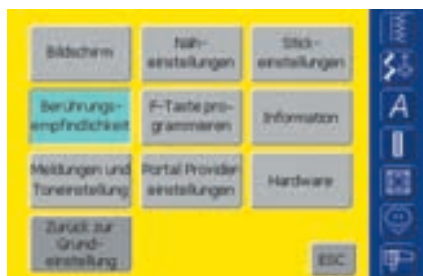 Bildschirm
Näh-
einstellungen
Stick-
einstellungen
Berührungs-
empfindlichkeit
F-Taste pro-
grammieren
Information
Meldungen und
Toneinstellung
Portal Provider-
einstellungen
Hardware
Zurück zur
Grund-
einstellung
ESC
A